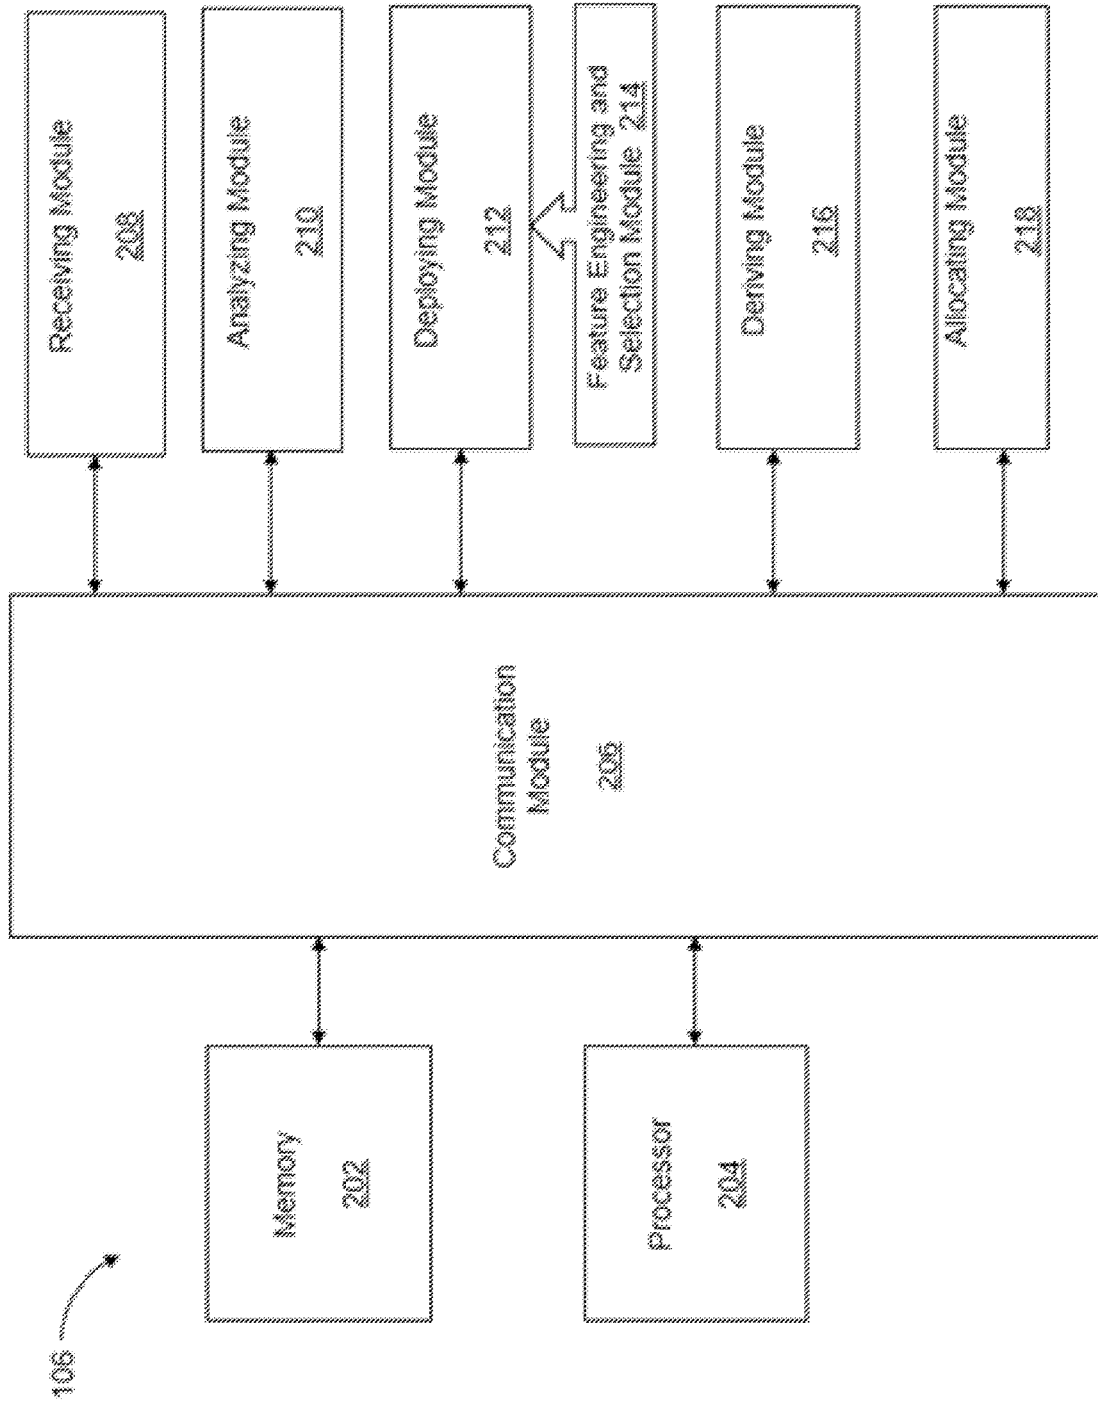 106
Memory
202
Processor
204
Communication
Module
206
Receiving Module
208
Analyzing Module
210
Deploying Module
212
Feature Engineering and
Selection Module 214
Deriving Module
216
Allocating Module
218